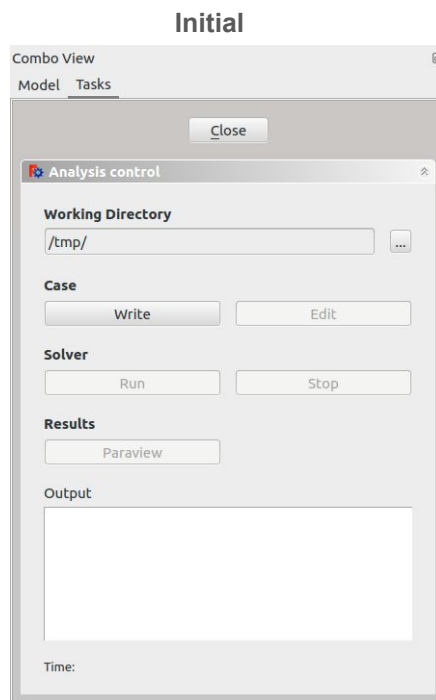 Initial
Combo View
Model Tasks
Close
Analysis control
Working Directory
/tmp/
...
Case
Write Edit
Solver
Run Stop
Results
Paraview
Output
Time: